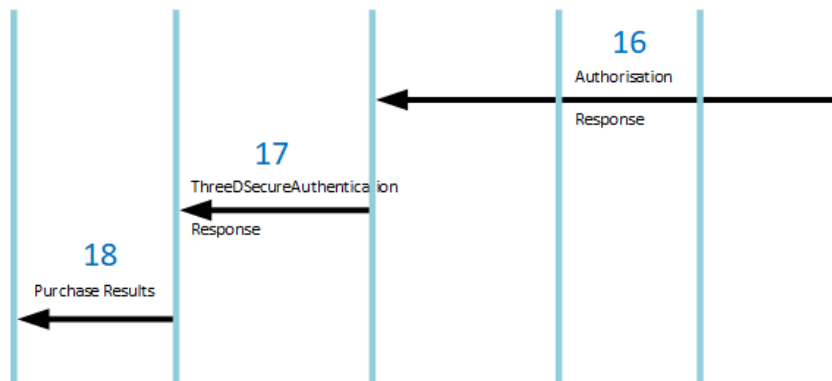 16
Authorisation
Response
17
ThreeDSecureAuthentication
Response
18
Purchase Results